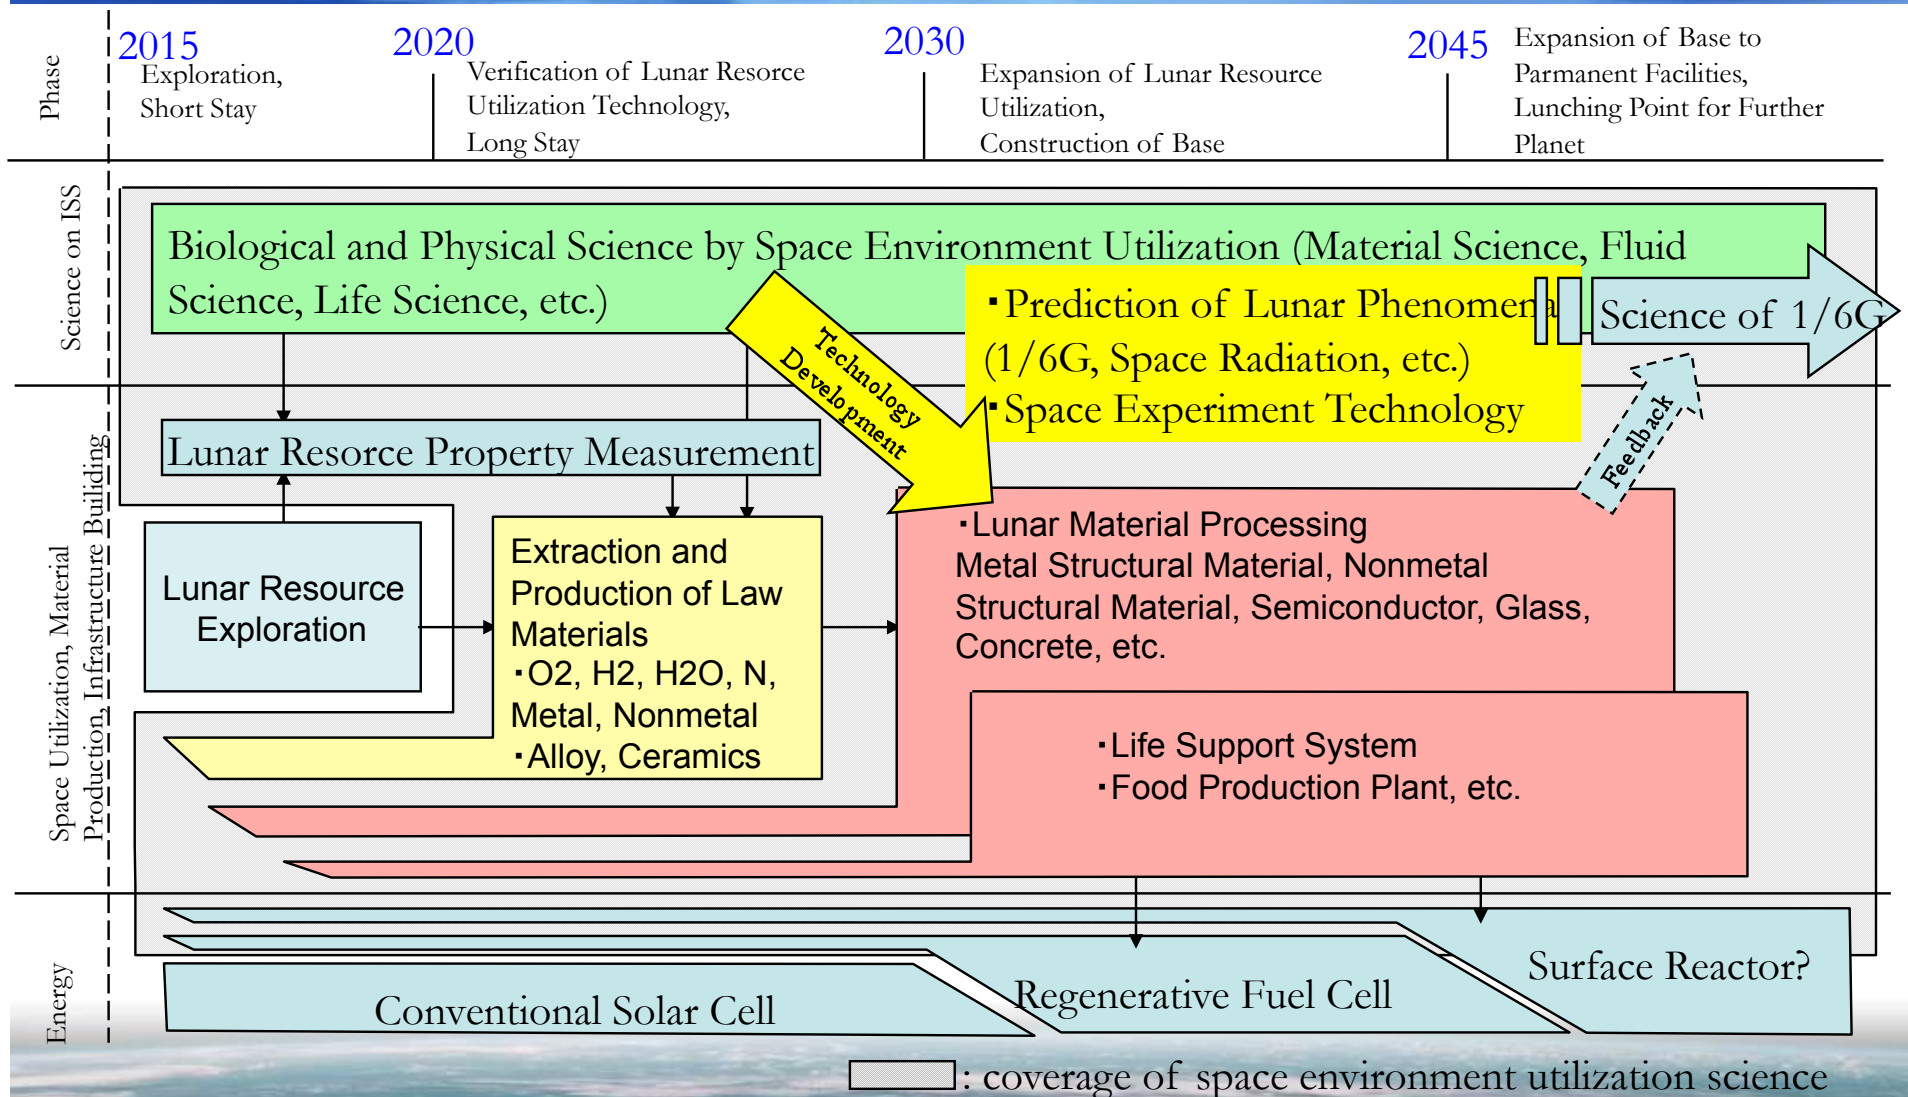 Phase
2015
Exploration,
Short Stay
2020
Verification of Lunar Resorce
Utilization Technology,
Long Stay
2030
Expansion of Lunar Resource
Utilization,
Construction of Base
2045
Expansion of Base to
Parmanent Facilities,
Lunching Point for Further
Planet
Science on ISS
Biological and Physical Science by Space Environment Utilization (Material Science, Fluid
Science, Life Science, etc.)
Technology
Development
・Prediction of Lunar Phenomena
(1/6G, Space Radiation, etc.)
・Space Experiment Technology
Science of 1/6G
Feedback
Space Utilization, Material
Production, Infrastructure Builiding
Lunar Resorce Property Measurement
Lunar Resource
Exploration
Extraction and
Production of Law
Materials
・O2, H2, H2O, N,
Metal, Nonmetal
・Alloy, Ceramics
・Lunar Material Processing
Metal Structural Material, Nonmetal
Structural Material, Semiconductor, Glass,
Concrete, etc.
・Life Support System
・Food Production Plant, etc.
Energy
Conventional Solar Cell
Regenerative Fuel Cell
Surface Reactor?
: coverage of space environment utilization science